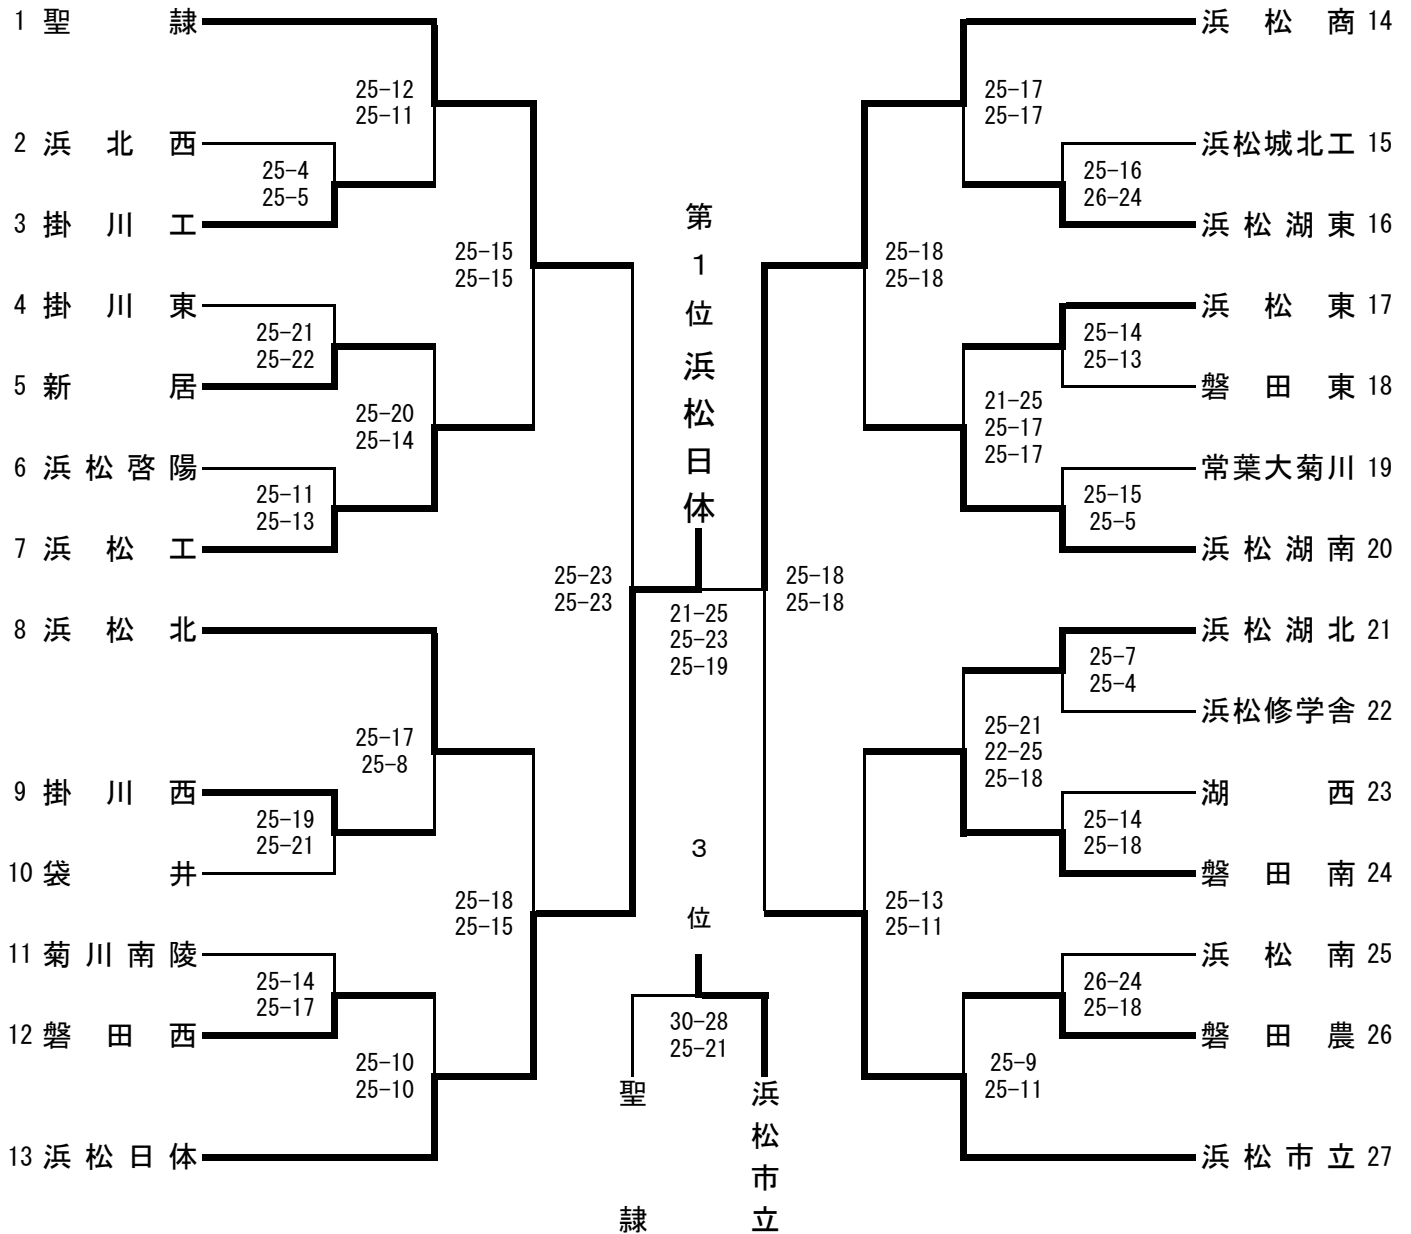 1 聖隷
25-12
25-11
2 浜北西
25-4
25-5
3 掛川工
25-15
25-15
4 掛川東
25-21
25-22
5 新居
25-20
25-14
6 浜松啓陽
25-11
25-13
7 浜松工
25-23
25-23
8 浜松北
25-17
25-8
9 掛川西
25-19
25-21
10 袋井
25-18
25-15
11 菊川南陵
25-14
25-17
12 磐田西
25-10
25-10
13 浜松日体
第1位
浜松日体
21-25
25-23
25-19
3位
30-28
25-21
聖隷
浜松市立
浜松商 14
25-17
25-17
浜松城北工 15
25-16
26-24
浜松湖東 16
25-18
25-18
浜松東 17
25-14
25-13
磐田東 18
21-25
25-17
25-17
常葉大菊川 19
25-15
25-5
浜松湖南 20
25-18
25-18
浜松湖北 21
25-7
25-4
浜松修学舎 22
25-21
22-25
25-18
湖西 23
25-14
25-18
磐田南 24
25-13
25-11
浜松南 25
26-24
25-18
磐田農 26
25-9
25-11
浜松市立 27